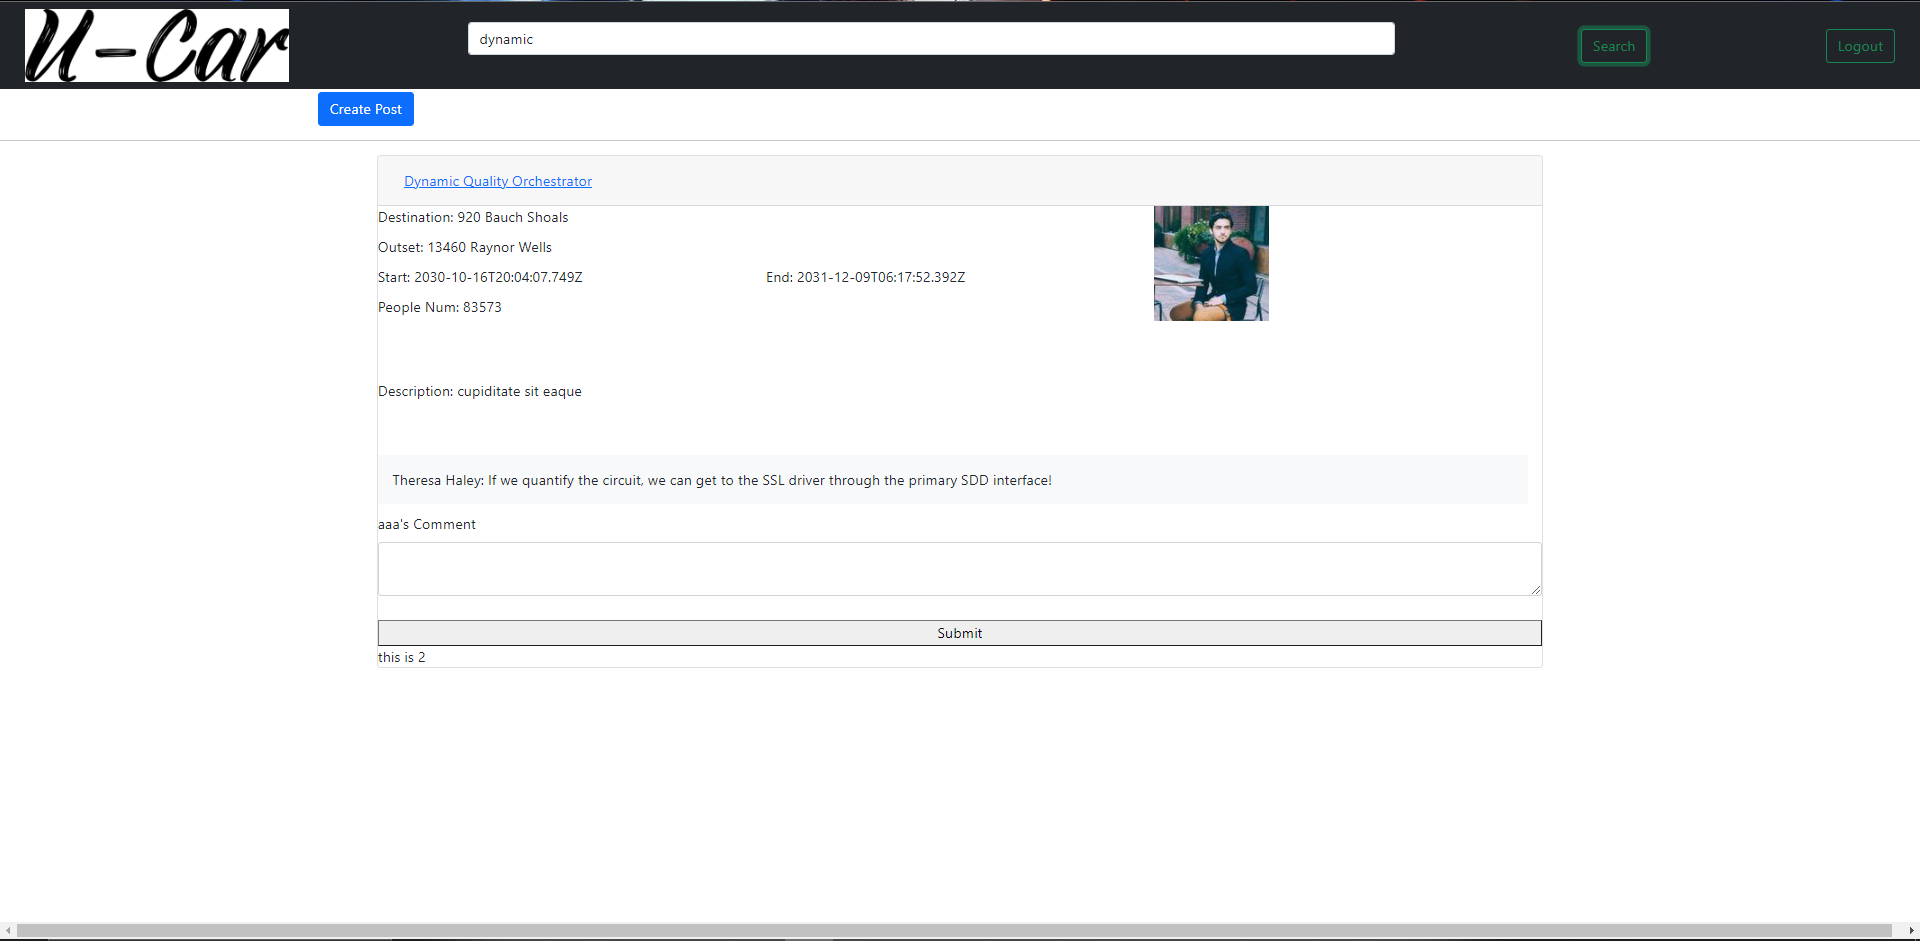 U-Car
dynamic
Search
Logout
Create Post
Dynamic Quality Orchestrator
Destination: 920 Bauch Shoals
Outset: 13460 Raynor Wells
Start: 2030-10-16T20:04:07.749Z
End: 2031-12-09T06:17:52.392Z
People Num: 83573
Description: cupiditate sit eaque
Theresa Haley: If we quantify the circuit, we can get to the SSL driver through the primary SDD interface!
aaa's Comment
Submit
this is 2